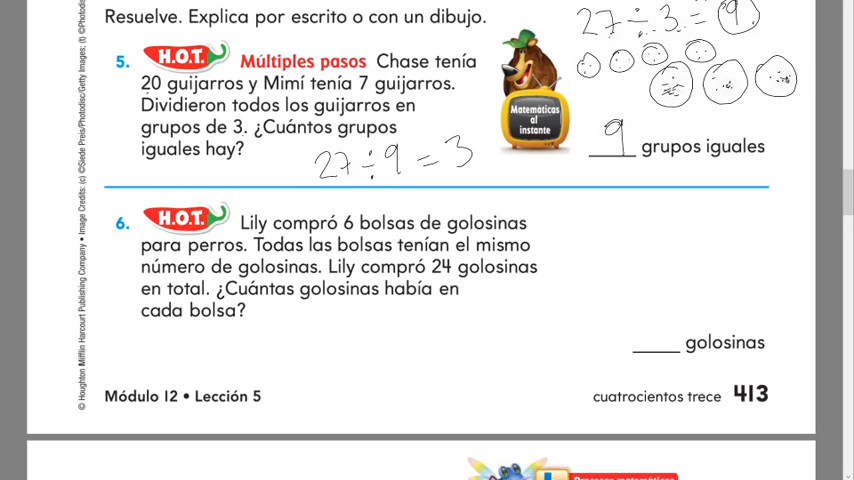 Resuelve. Explica por escrito o con un dibujo.
27 ÷ 3 = 9
5. H.O.T. Múltiples pasos Chase tenía
20 guijarros y Mimí tenía 7 guijarros.
Dividieron todos los guijarros en
grupos de 3. ¿Cuántos grupos
iguales hay?
27 ÷ 9 = 3
Matemáticas
al
instante
9 grupos iguales
6. H.O.T. Lily compró 6 bolsas de golosinas
para perros. Todas las bolsas tenían el mismo
número de golosinas. Lily compró 24 golosinas
en total. ¿Cuántas golosinas había en
cada bolsa?
_____ golosinas
© Houghton Mifflin Harcourt Publishing Company • Image Credits: (c) ©Siede Preis/Photodisc/Getty Images; (t) ©Photodisc
Módulo 12 • Lección 5
cuatrocientos trece 413
Procesos matemáticos